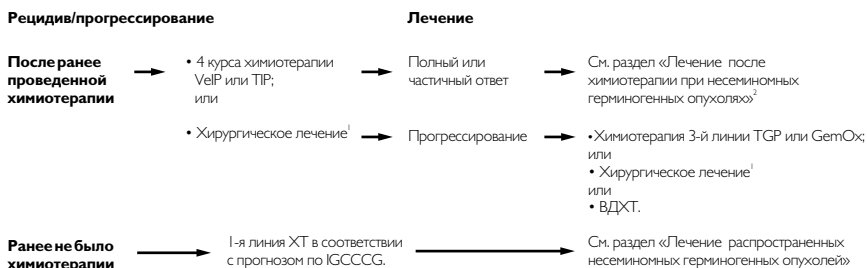 Рецидив/прогрессирование
Лечение
После ранее
проведенной
химиотерапии
• 4 курса химиотерапии
VeIP или TIP;
или
• Хирургическое лечение¹
Полный или
частичный ответ
См. раздел «Лечение после
химиотерапии при несеминомных
герминогенных опухолях»²
Прогрессирование
• Химиотерапия 3-й линии TGP или GemOx;
или
• Хирургическое лечение¹
или
• ВДХТ.
Ранее не было
химиотерапии
1-я линия ХТ в соответствии
с прогнозом по IGCCCG.
См. раздел «Лечение распространенных
несеминомных герминогенных опухолей»